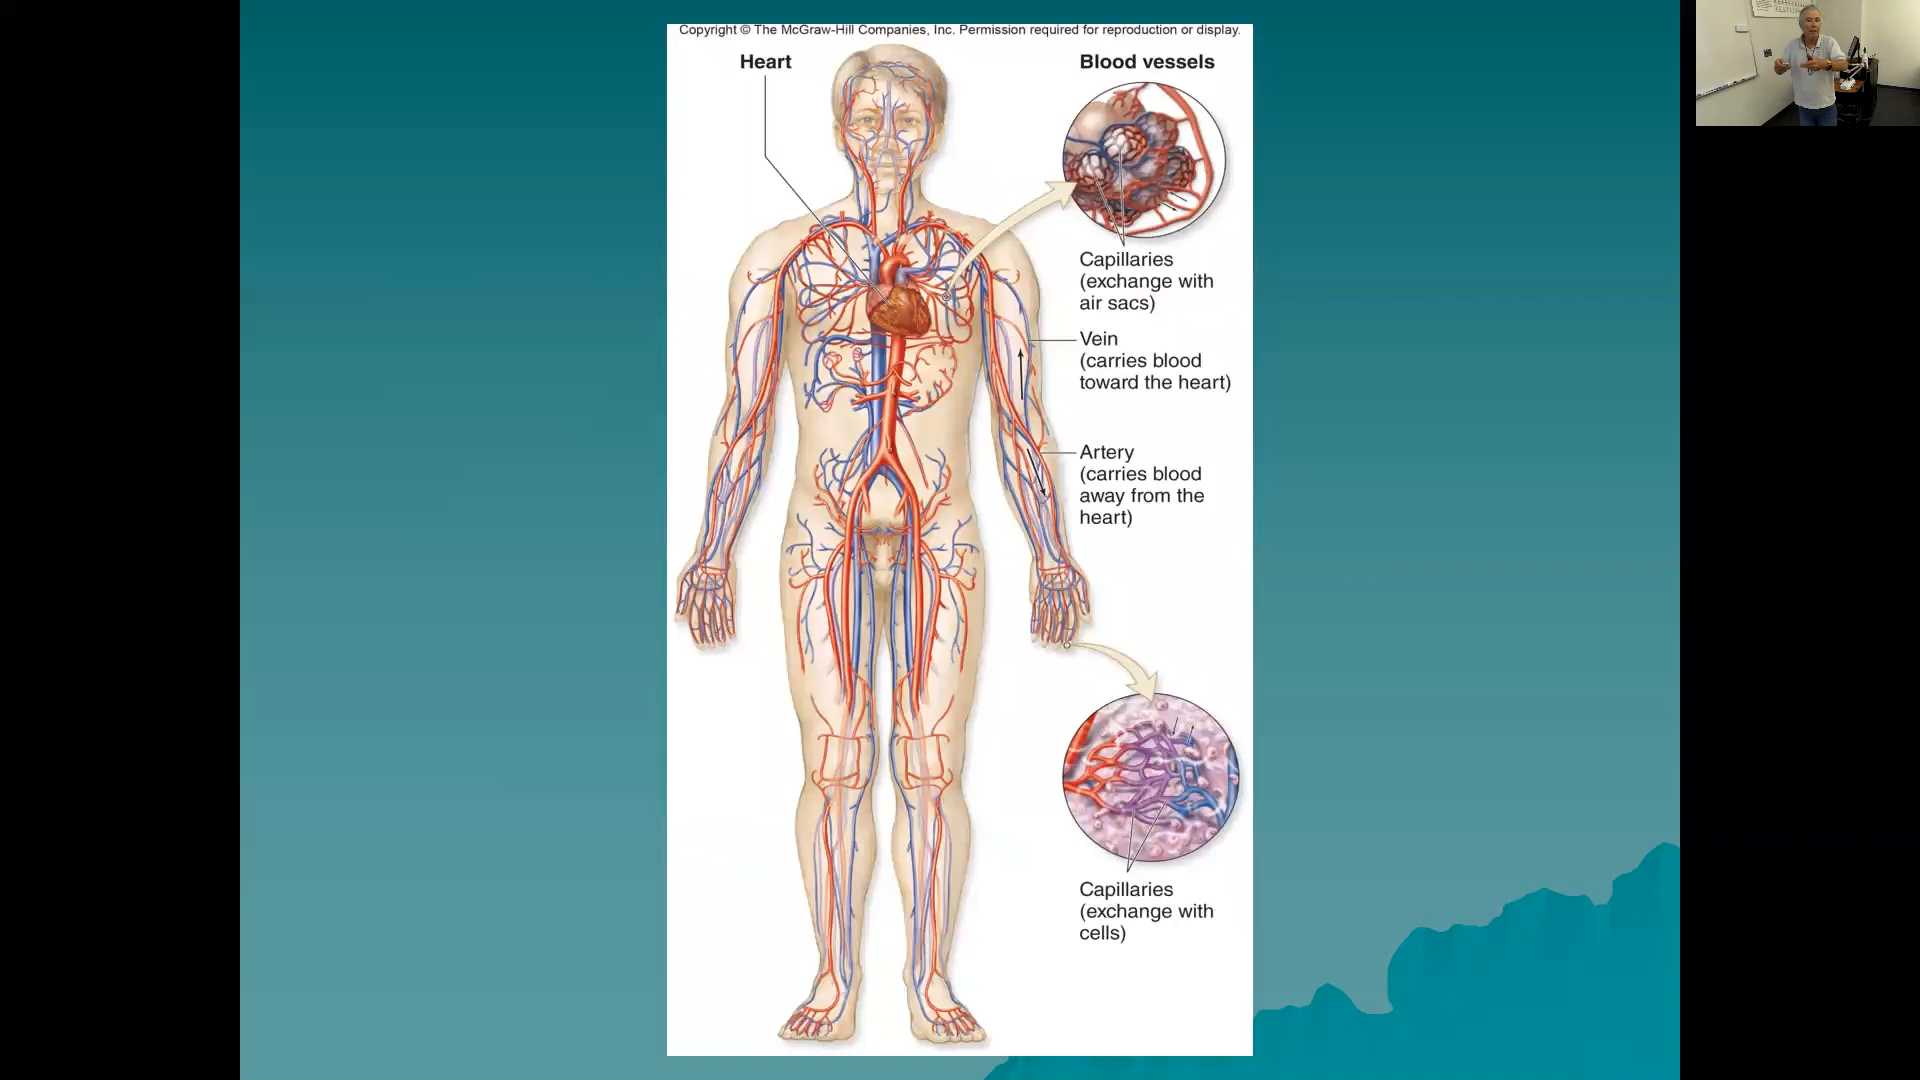 Copyright © The McGraw-Hill Companies, Inc. Permission required for reproduction or display.
Heart
Blood vessels
Capillaries
(exchange with
air sacs)
Vein
(carries blood
toward the heart)
Artery
(carries blood
away from the
heart)
Capillaries
(exchange with
cells)